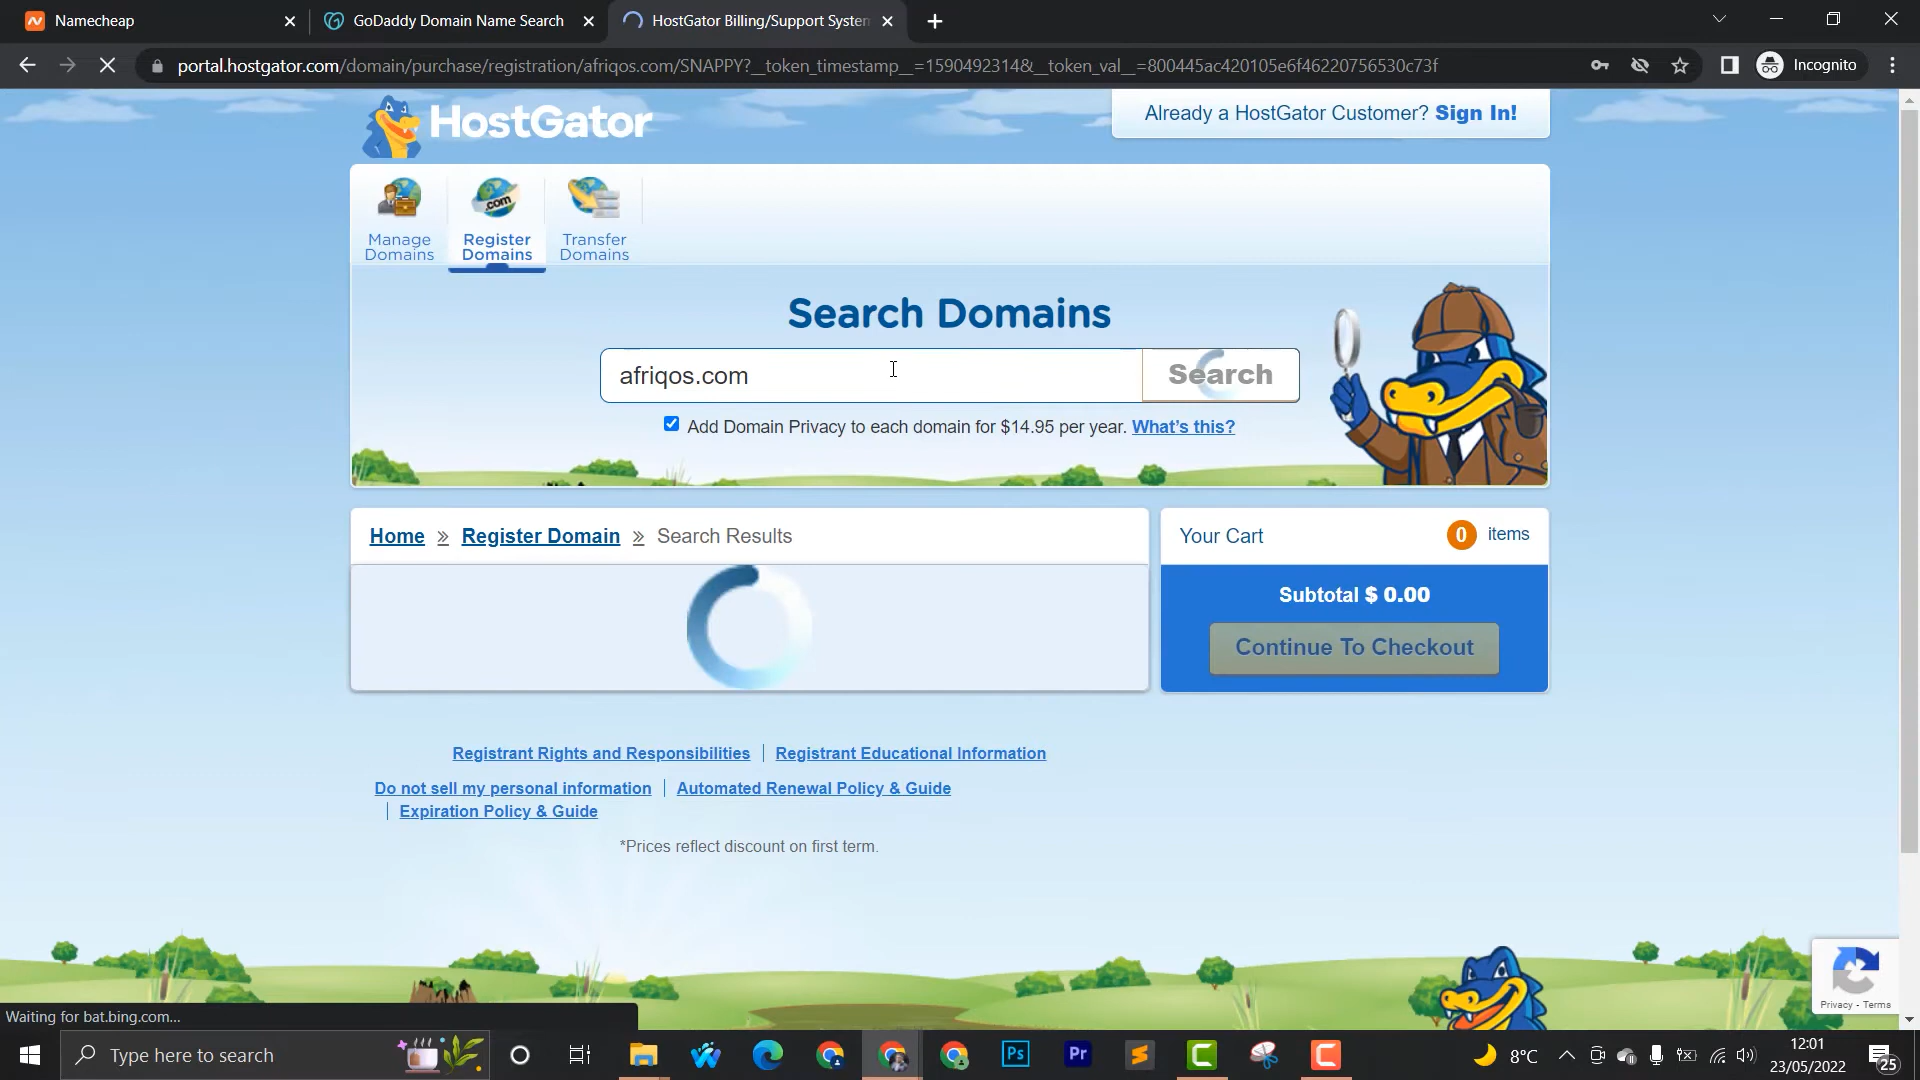 Namecheap
GoDaddy Domain Name Search
HostGator Billing/Support System
portal.hostgator.com/domain/purchase/registration/afriqos.com/SNAPPY?__token_timestamp__=1590492314&__token_val__=800445ac420105e6f46220756530c73f
Incognito
HostGator
Already a HostGator Customer? Sign In!
.com
Manage Domains
Register Domains
Transfer Domains
Search Domains
afriqos.com
Search
Add Domain Privacy to each domain for $14.95 per year. What's this?
Home » Register Domain » Search Results
Your Cart 0 items
Subtotal $ 0.00
Continue To Checkout
Registrant Rights and Responsibilities | Registrant Educational Information
Do not sell my personal information | Automated Renewal Policy & Guide
| Expiration Policy & Guide
*Prices reflect discount on first term.
Privacy - Terms
Waiting for bat.bing.com...
Type here to search
Ps
Pr
8°C
12:01
23/05/2022
25